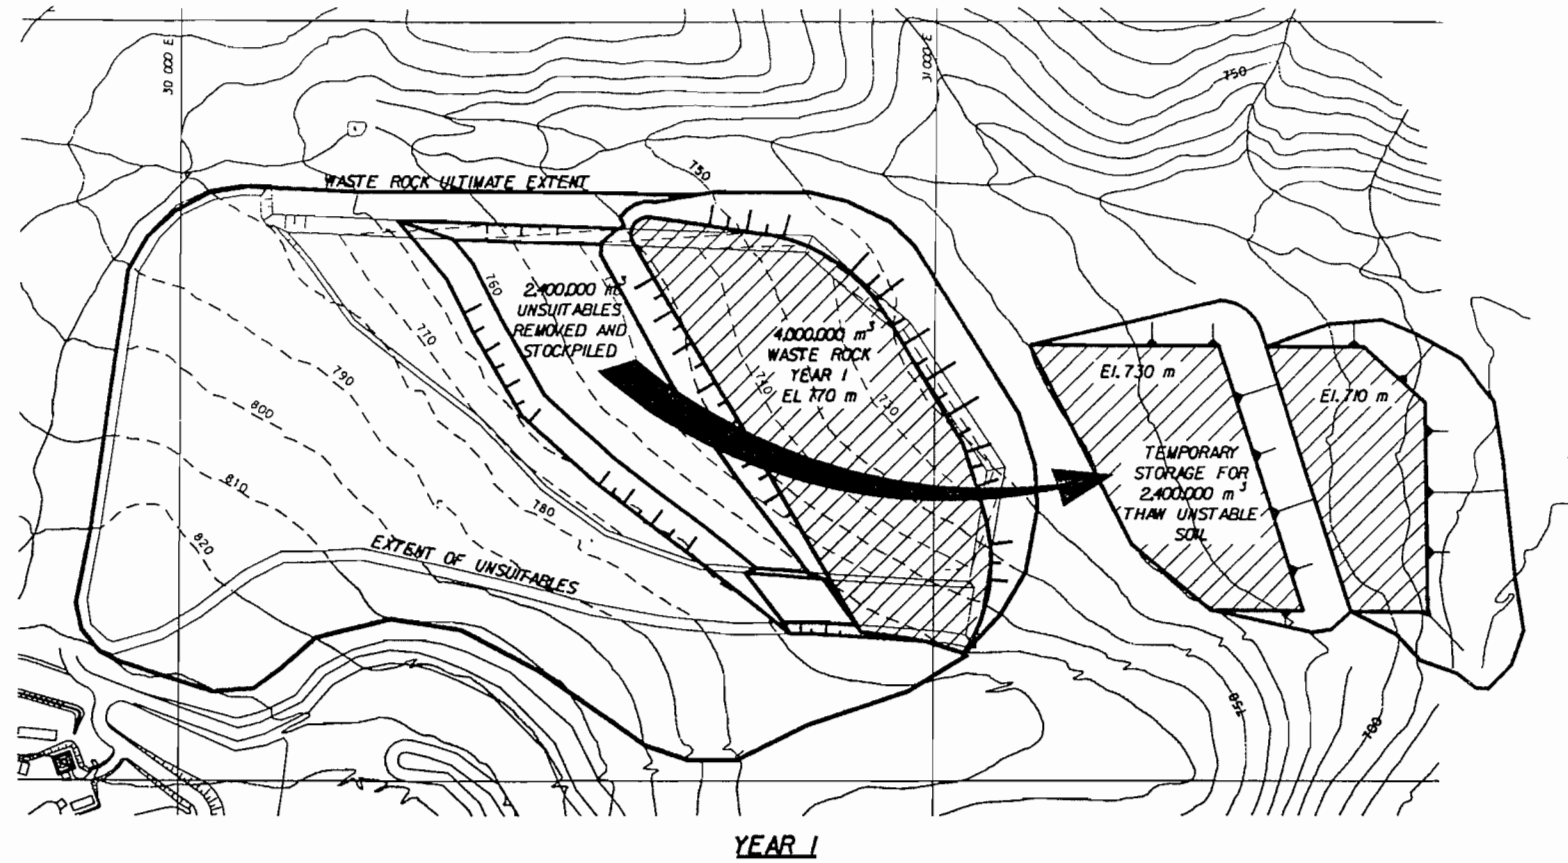 30 000 E
31 000 E
750
WASTE ROCK ULTIMATE EXTENT
750
760
2,400,000 m³
UNSUITABLES
REMOVED AND
STOCKPILED
4,000,000 m³
WASTE ROCK
YEAR 1
EL 770 m
770
790
800
810
820
780
750
730
El. 730 m
El. 710 m
TEMPORARY
STORAGE FOR
2,400,000 m³
THAW UNSTABLE
SOIL
EXTENT OF UNSUITABLES
700
YEAR 1